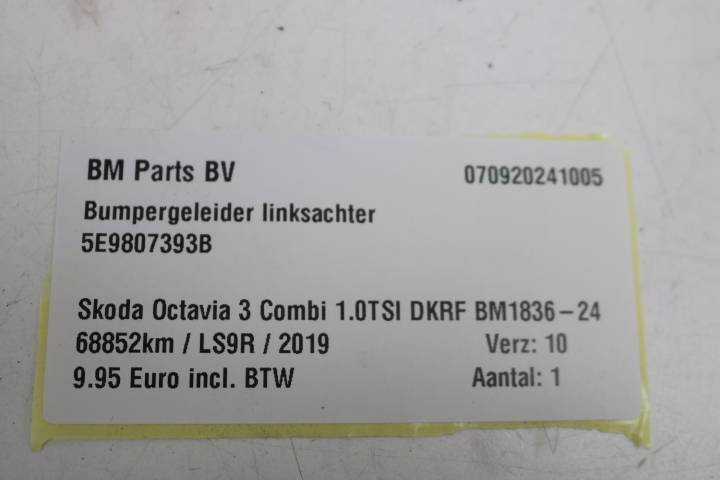 BM Parts BV 070920241005
Bumpergeleider linksachter
5E9807393B
Skoda Octavia 3 Combi 1.0TSI DKRF BM1836-24
68852km / LS9R / 2019 Verz: 10
9.95 Euro incl. BTW Aantal: 1